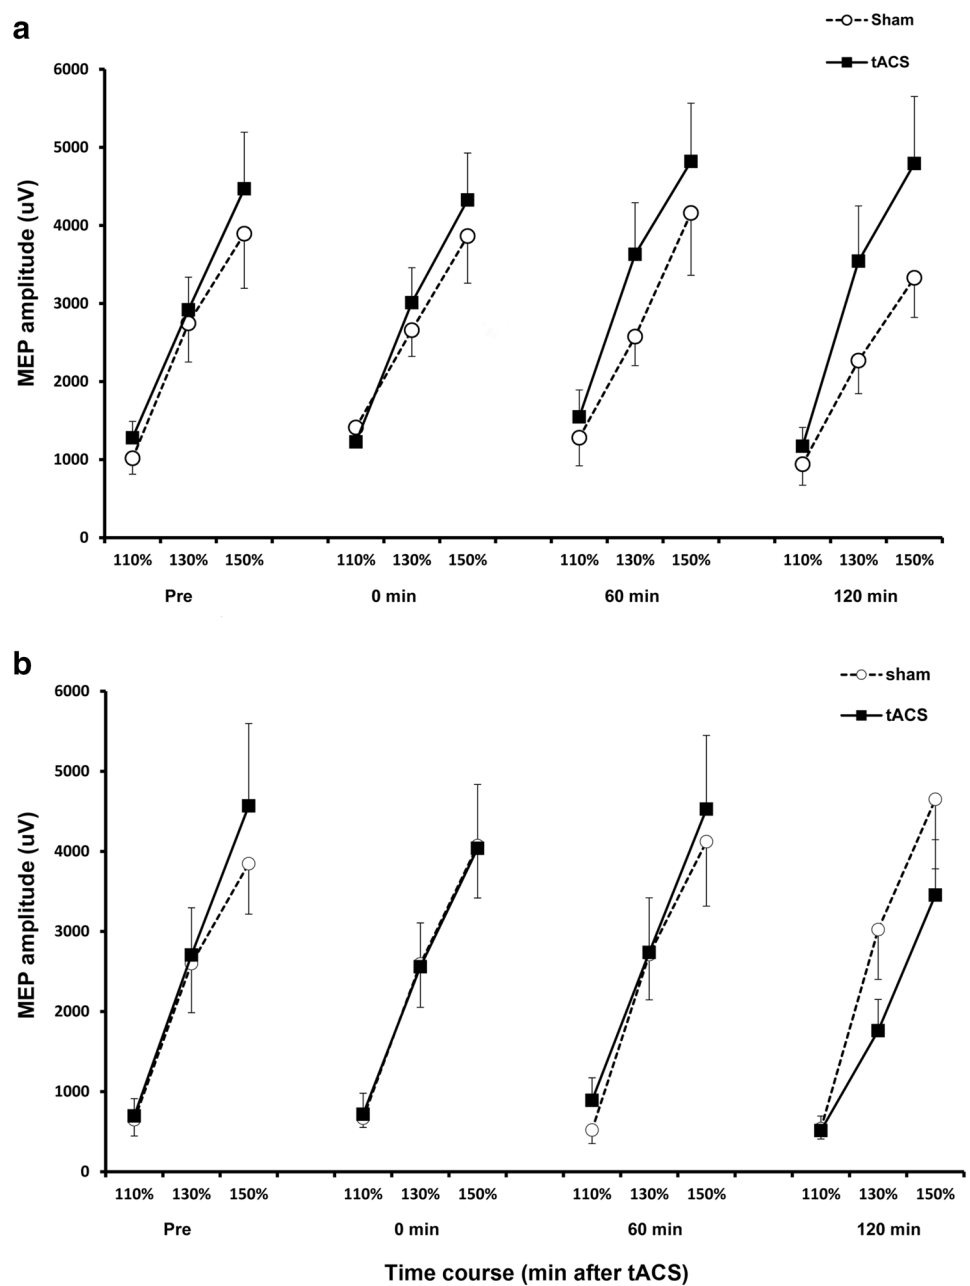 a
Sham
tACS
6000
5000
4000
3000
2000
1000
0
MEP amplitude (uV)
110% 130% 150% 110% 130% 150% 110% 130% 150% 110% 130% 150%
Pre 0 min 60 min 120 min
b
sham
tACS
6000
5000
4000
3000
2000
1000
0
MEP amplitude (uV)
110% 130% 150% 110% 130% 150% 110% 130% 150% 110% 130% 150%
Pre 0 min 60 min 120 min
Time course (min after tACS)